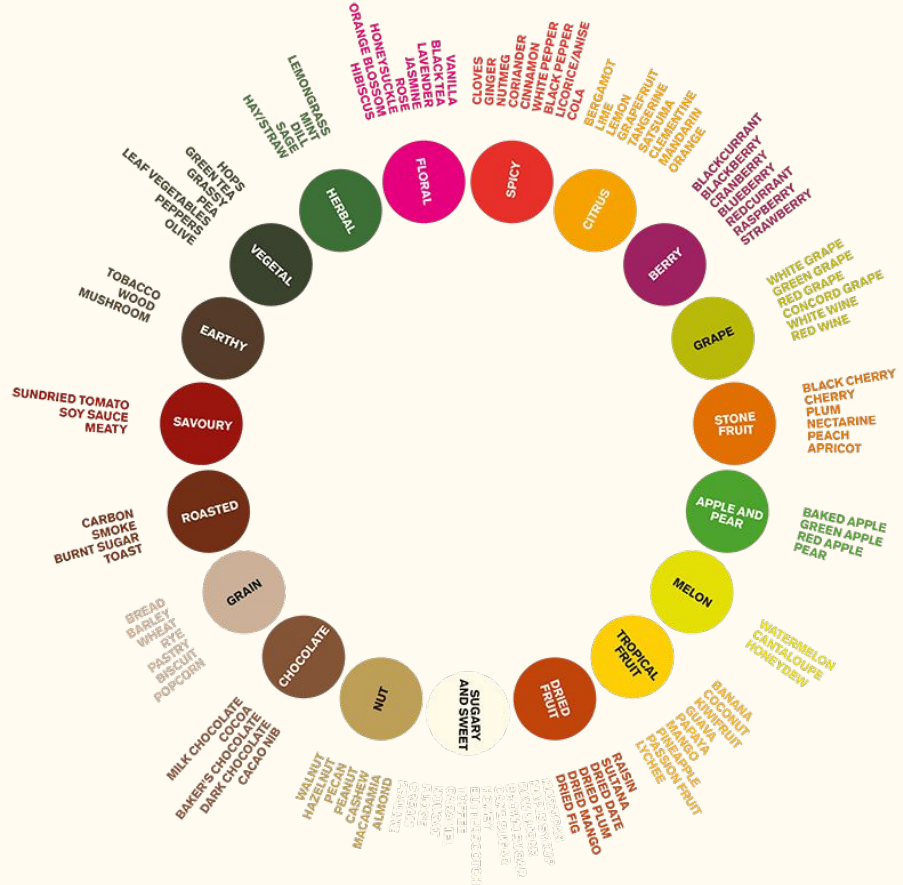 FLORAL
HIBISCUS
ORANGE BLOSSOM
HONEYSUCKLE
ROSE
JASMINE
LAVENDER
BLACK TEA
VANILLA
SPICY
CLOVES
GINGER
NUTMEG
CORIANDER
CINNAMON
WHITE PEPPER
BLACK PEPPER
LICORICE/ANISE
COLA
CITRUS
BERGAMOT
LIME
LEMON
GRAPEFRUIT
TANGERINE
SATSUMA
CLEMENTINE
MANDARIN
ORANGE
BERRY
BLACKCURRANT
BLACKBERRY
CRANBERRY
BLUEBERRY
REDCURRANT
RASPBERRY
STRAWBERRY
GRAPE
WHITE GRAPE
GREEN GRAPE
RED GRAPE
CONCORD GRAPE
WHITE WINE
RED WINE
STONE
FRUIT
BLACK CHERRY
CHERRY
PLUM
NECTARINE
PEACH
APRICOT
APPLE AND
PEAR
BAKED APPLE
GREEN APPLE
RED APPLE
PEAR
MELON
WATERMELON
CANTALOUPE
HONEYDEW
TROPICAL
FRUIT
BANANA
COCONUT
KIWIFRUIT
GUAVA
PAPAYA
MANGO
PINEAPPLE
PASSION FRUIT
LYCHEE
DRIED
FRUIT
RAISIN
SULTANA
DRIED DATE
DRIED PLUM
DRIED MANGO
DRIED FIG
SUGARY
AND SWEET
BROWN SUGAR
HONEY
BUTTERSCOTCH
TOFFEE
CARAMEL
NOUGAT
NUT
WALNUT
HAZELNUT
PECAN
PEANUT
CASHEW
MACADAMIA
ALMOND
CHOCOLATE
MILK CHOCOLATE
COCOA
BAKER'S CHOCOLATE
DARK CHOCOLATE
CACAO NIB
GRAIN
BREAD
BARLEY
WHEAT
RYE
PASTRY
BISCUIT
POPCORN
ROASTED
CARBON
SMOKE
BURNT SUGAR
TOAST
SAVOURY
SUNDRIED TOMATO
SOY SAUCE
MEATY
EARTHY
TOBACCO
WOOD
MUSHROOM
VEGETAL
HOPS
GREEN TEA
GRASSY
PEA
LEAF VEGETABLES
PEPPERS
OLIVE
HERBAL
LEMONGRASS
MINT
DILL
SAGE
HAY/STRAW